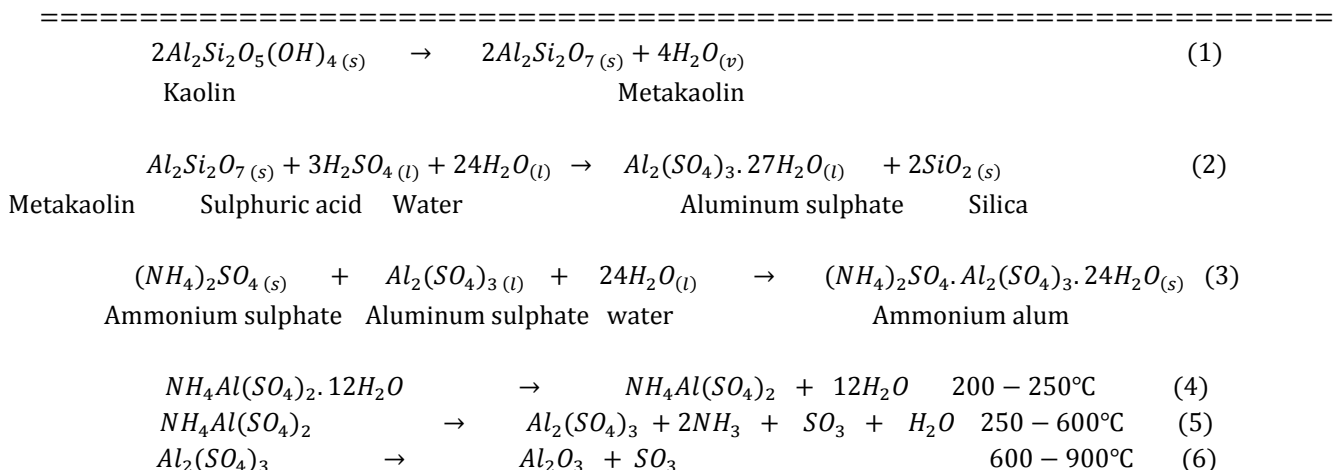 ======================================================================
2Al₂Si₂O₅(OH)₄ (s) → 2Al₂Si₂O₇ (s) + 4H₂O(v) (1)
Kaolin Metakaolin
Al₂Si₂O₇ (s) + 3H₂SO₄ (l) + 24H₂O(l) → Al₂(SO₄)₃. 27H₂O(l) + 2SiO₂ (s) (2)
Metakaolin Sulphuric acid Water Aluminum sulphate Silica
(NH₄)₂SO₄ (s) + Al₂(SO₄)₃ (l) + 24H₂O(l) → (NH₄)₂SO₄. Al₂(SO₄)₃. 24H₂O(s) (3)
Ammonium sulphate Aluminum sulphate water Ammonium alum
NH₄Al(SO₄)₂. 12H₂O → NH₄Al(SO₄)₂ + 12H₂O 200 − 250℃ (4)
NH₄Al(SO₄)₂ → Al₂(SO₄)₃ + 2NH₃ + SO₃ + H₂O 250 − 600℃ (5)
Al₂(SO₄)₃ → Al₂O₃ + SO₃ 600 − 900℃ (6)